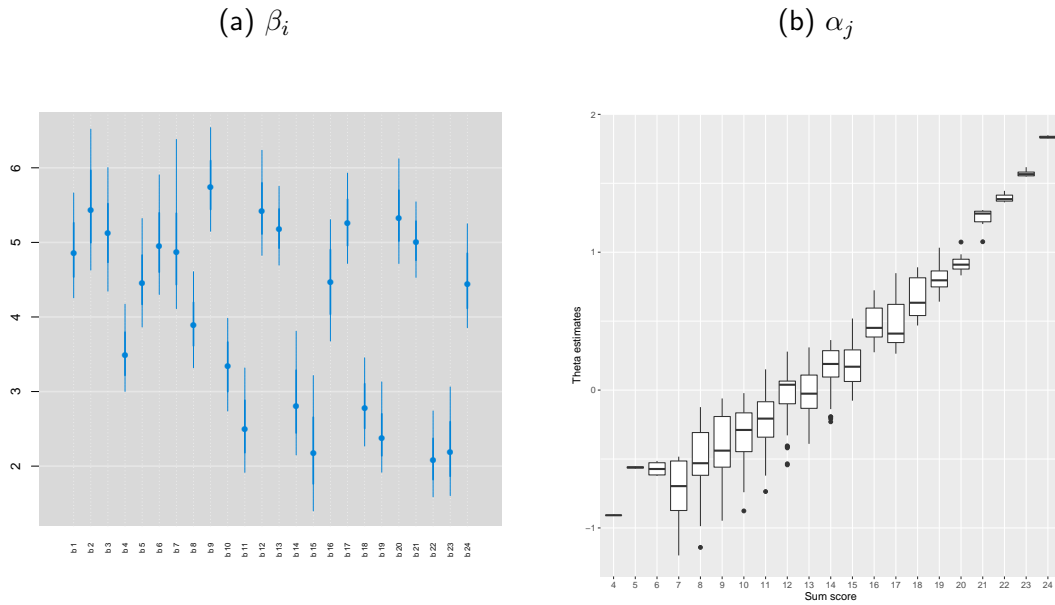 (a) βᵢ
(b) αⱼ
6
5
4
3
2
b 1 b 2 b 3 b 4 b 5 b 6 b 7 b 8 b 9 b 10 b 11 b 12 b 13 b 14 b 15 b 16 b 17 b 18 b 19 b 20 b 21 b 22 b 23 b 24
Theta estimates
2
1
0
−1
4 5 6 7 8 9 10 11 12 13 14 15 16 17 18 19 20 21 22 23 24
Sum score